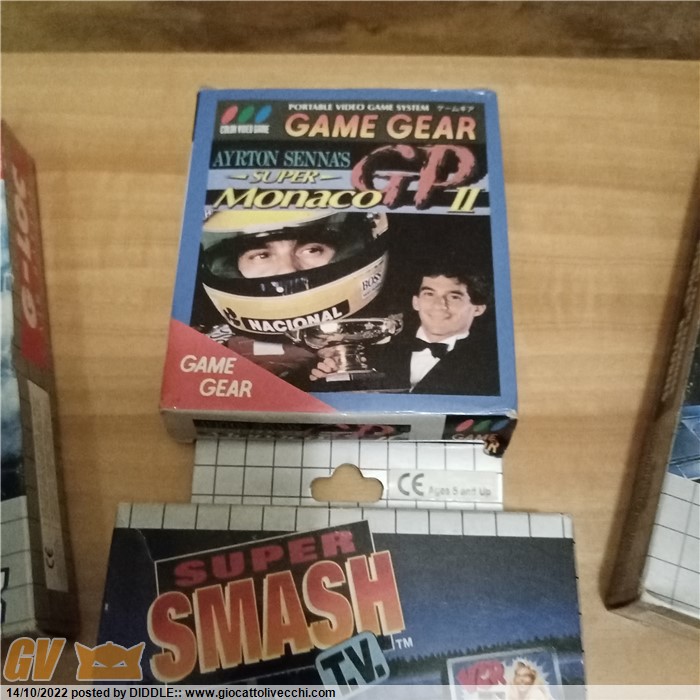 PORTABLE VIDEO GAME SYSTEM ゲームギア
COLOR VIDEO GAME
GAME GEAR
AYRTON SENNA'S
SUPER
Monaco GP II
BOSS
NACIONAL
GAME
GEAR
CE Ages 5 and Up
SUPER
SMASH
T.V.™
CE
GV
14/10/2022 posted by DIDDLE:: www.giocattolivecchi.com